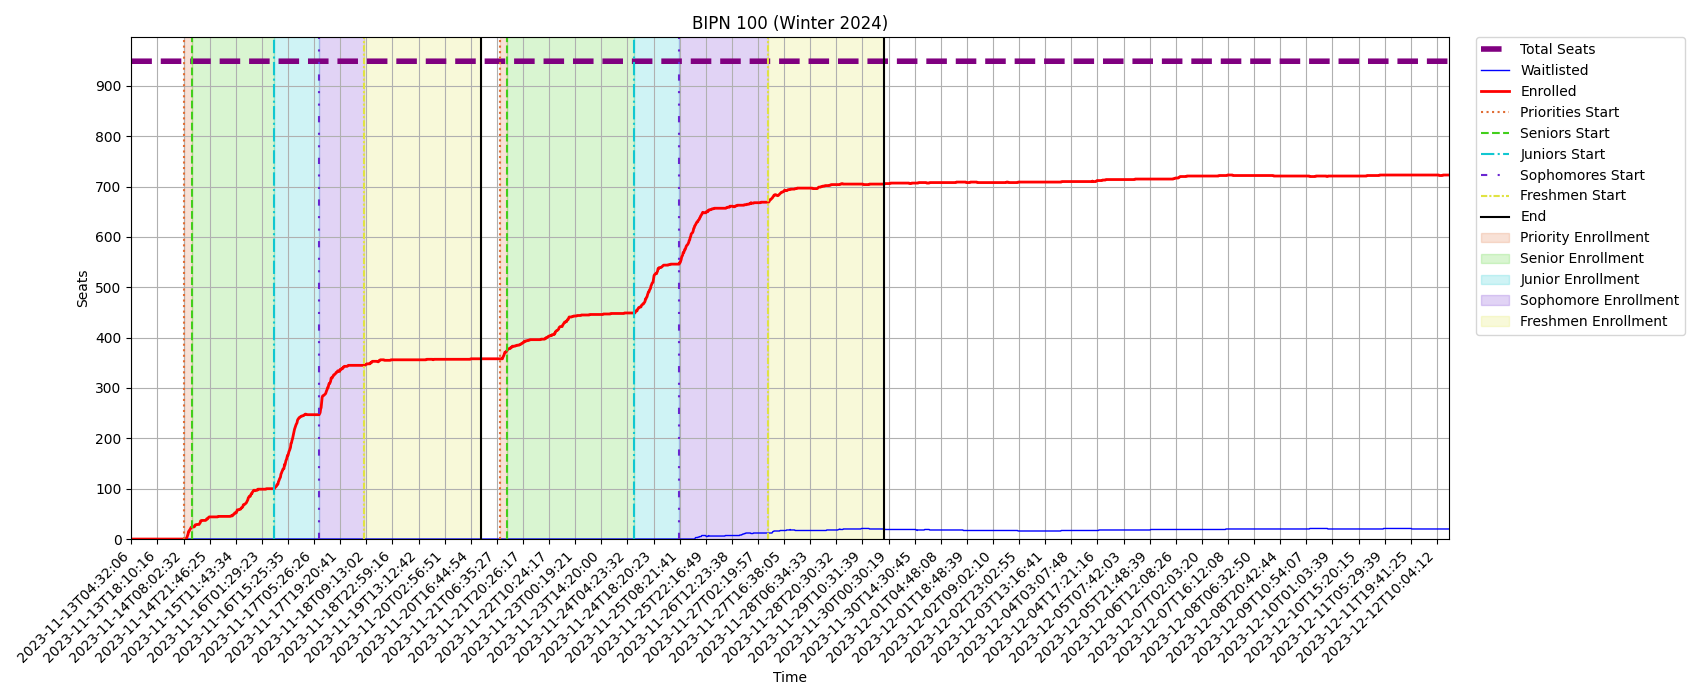 BIPN 100 (Winter 2024)
Seats
900
800
700
600
500
400
300
200
100
0
2023-11-13T04:32:06
2023-11-13T18:10:16
2023-11-14T08:02:32
2023-11-14T21:46:25
2023-11-15T11:43:34
2023-11-16T01:29:23
2023-11-16T15:25:35
2023-11-17T05:26:26
2023-11-17T19:20:41
2023-11-18T09:13:02
2023-11-18T22:59:16
2023-11-19T13:12:42
2023-11-20T02:56:51
2023-11-20T16:44:54
2023-11-21T06:35:27
2023-11-21T20:26:17
2023-11-22T10:24:17
2023-11-23T00:19:21
2023-11-23T14:20:00
2023-11-24T04:23:32
2023-11-24T18:20:23
2023-11-25T08:21:41
2023-11-25T22:16:49
2023-11-26T12:23:38
2023-11-27T02:19:57
2023-11-27T16:38:05
2023-11-28T06:34:33
2023-11-28T20:30:32
2023-11-29T10:31:39
2023-11-30T00:30:19
2023-11-30T14:30:45
2023-12-01T04:48:08
2023-12-01T18:48:39
2023-12-02T09:02:10
2023-12-02T23:02:55
2023-12-03T13:16:41
2023-12-04T03:07:48
2023-12-04T17:21:16
2023-12-05T07:42:03
2023-12-05T21:48:39
2023-12-06T12:08:26
2023-12-07T02:03:20
2023-12-07T16:12:08
2023-12-08T06:32:50
2023-12-08T20:42:44
2023-12-09T10:54:07
2023-12-10T01:03:39
2023-12-10T15:20:15
2023-12-11T05:29:39
2023-12-11T19:41:25
2023-12-12T10:04:12
Time
Total Seats
Waitlisted
Enrolled
Priorities Start
Seniors Start
Juniors Start
Sophomores Start
Freshmen Start
End
Priority Enrollment
Senior Enrollment
Junior Enrollment
Sophomore Enrollment
Freshmen Enrollment